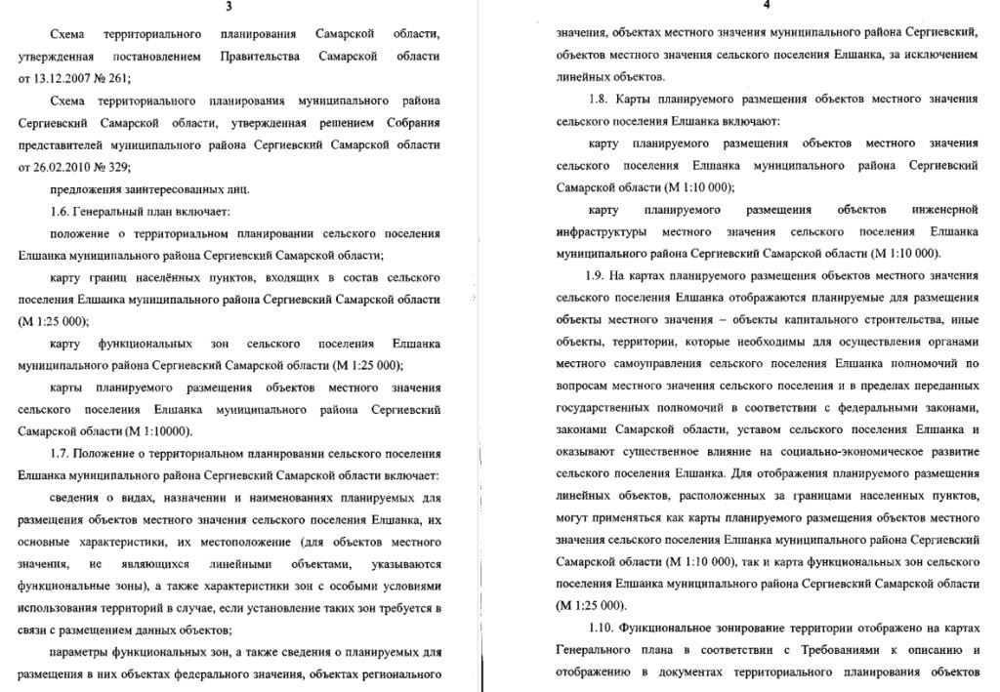 3
Схема территориального планирования Самарской области,
утвержденная постановлением Правительства Самарской области
от 13.12.2007 № 261;
Схема территориального планирования муниципального района
Сергиевский Самарской области, утвержденная решением Собрания
представителей муниципального района Сергиевский Самарской области
от 26.02.2010 № 329;
предложения заинтересованных лиц.
1.6. Генеральный план включает:
положение о территориальном планировании сельского поселения
Елшанка муниципального района Сергиевский Самарской области;
карту границ населённых пунктов, входящих в состав сельского
поселения Елшанка муниципального района Сергиевский Самарской области
(М 1:25 000);
карту функциональных зон сельского поселения Елшанка
муниципального района Сергиевский Самарской области (М 1:25 000);
карты планируемого размещения объектов местного значения
сельского поселения Елшанка муниципального района Сергиевский
Самарской области (М 1:10000).
1.7. Положение о территориальном планировании сельского поселения
Елшанка муниципального района Сергиевский Самарской области включает:
сведения о видах, назначении и наименованиях планируемых для
размещения объектов местного значения сельского поселения Елшанка, их
основные характеристики, их местоположение (для объектов местного
значения, не являющихся линейными объектами, указываются
функциональные зоны), а также характеристики зон с особыми условиями
использования территорий в случае, если установление таких зон требуется в
связи с размещением данных объектов;
параметры функциональных зон, а также сведения о планируемых для
размещения в них объектах федерального значения, объектах регионального
4
значения, объектах местного значения муниципального района Сергиевский,
объектов местного значения сельского поселения Елшанка, за исключением
линейных объектов.
1.8. Карты планируемого размещения объектов местного значения
сельского поселения Елшанка включают:
карту планируемого размещения объектов местного значения
сельского поселения Елшанка муниципального района Сергиевский
Самарской области (М 1:10 000);
карту планируемого размещения объектов инженерной
инфраструктуры местного значения сельского поселения Елшанка
муниципального района Сергиевский Самарской области (М 1:10 000).
1.9. На картах планируемого размещения объектов местного значения
сельского поселения Елшанка отображаются планируемые для размещения
объекты местного значения – объекты капитального строительства, иные
объекты, территории, которые необходимы для осуществления органами
местного самоуправления сельского поселения Елшанка полномочий по
вопросам местного значения сельского поселения и в пределах переданных
государственных полномочий в соответствии с федеральными законами,
законами Самарской области, уставом сельского поселения Елшанка и
оказывают существенное влияние на социально-экономическое развитие
сельского поселения Елшанка. Для отображения планируемого размещения
линейных объектов, расположенных за границами населенных пунктов,
могут применяться как карты планируемого размещения объектов местного
значения сельского поселения Елшанка муниципального района Сергиевский
Самарской области (М 1:10 000), так и карта функциональных зон сельского
поселения Елшанка муниципального района Сергиевский Самарской области
(М 1:25 000).
1.10. Функциональное зонирование территории отображено на картах
Генерального плана в соответствии с Требованиями к описанию и
отображению в документах территориального планирования объектов